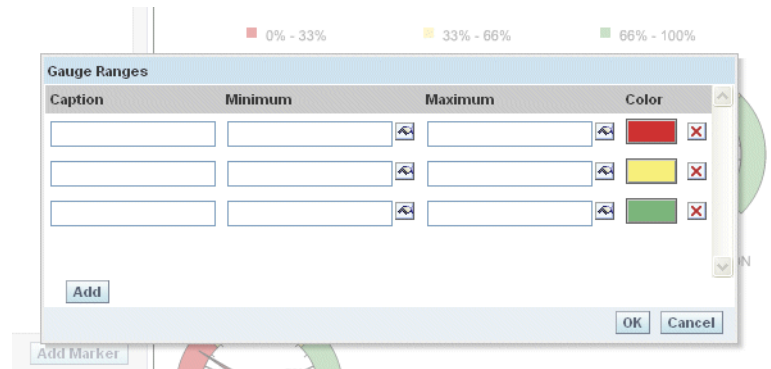 0% - 33% 33% - 66% 66% - 100%
Gauge Ranges
Caption Minimum Maximum Color
Add
OK Cancel
Add Marker